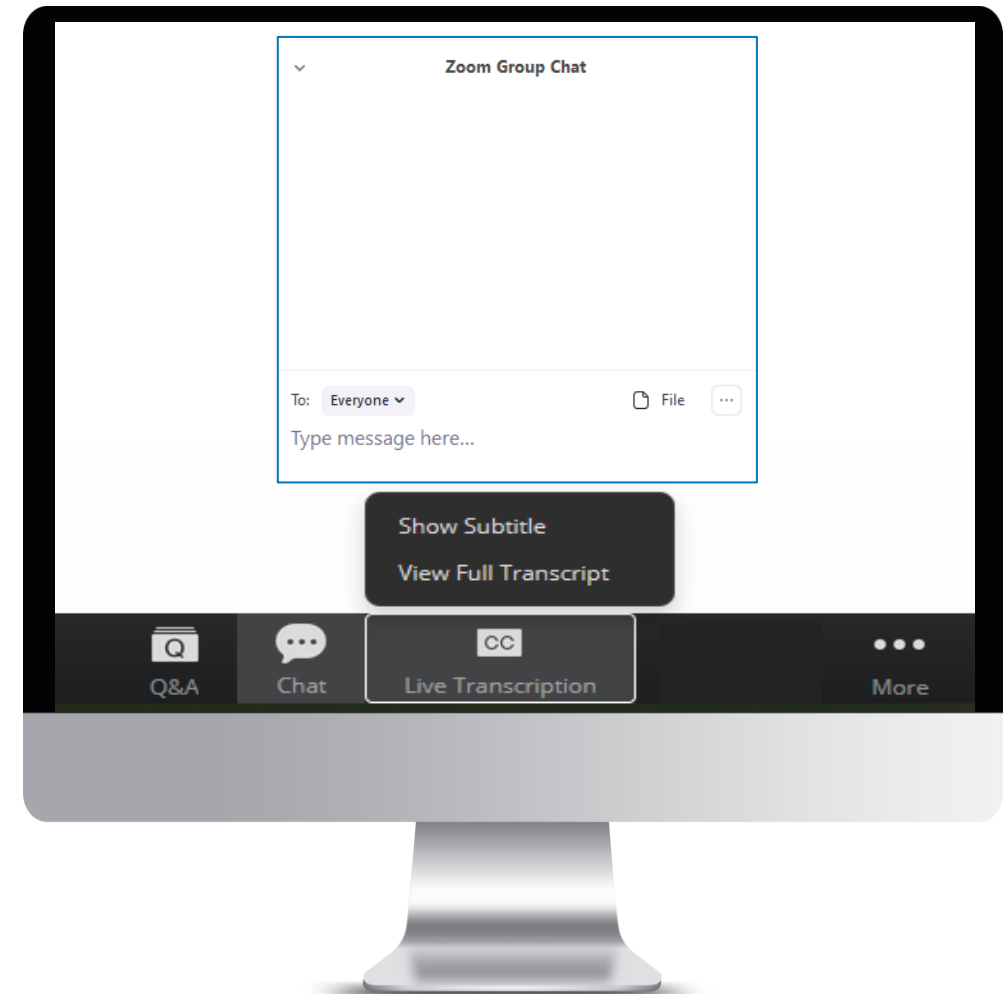 Zoom Group Chat
To: Everyone File
Type message here...
Show Subtitle
View Full Transcript
Q
CC
Q&A Chat Live Transcription More